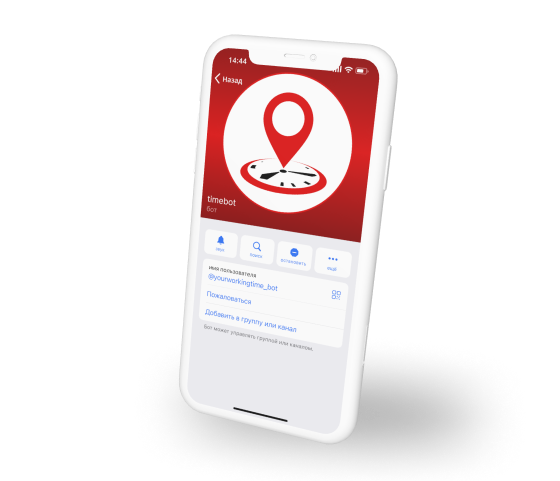 14:44
Назад
timebot
бот
звук
поиск
остановить
ещё
имя пользователя
@yourworkingtime_bot
Пожаловаться
Добавить в группу или канал
Бот может управлять группой или каналом.